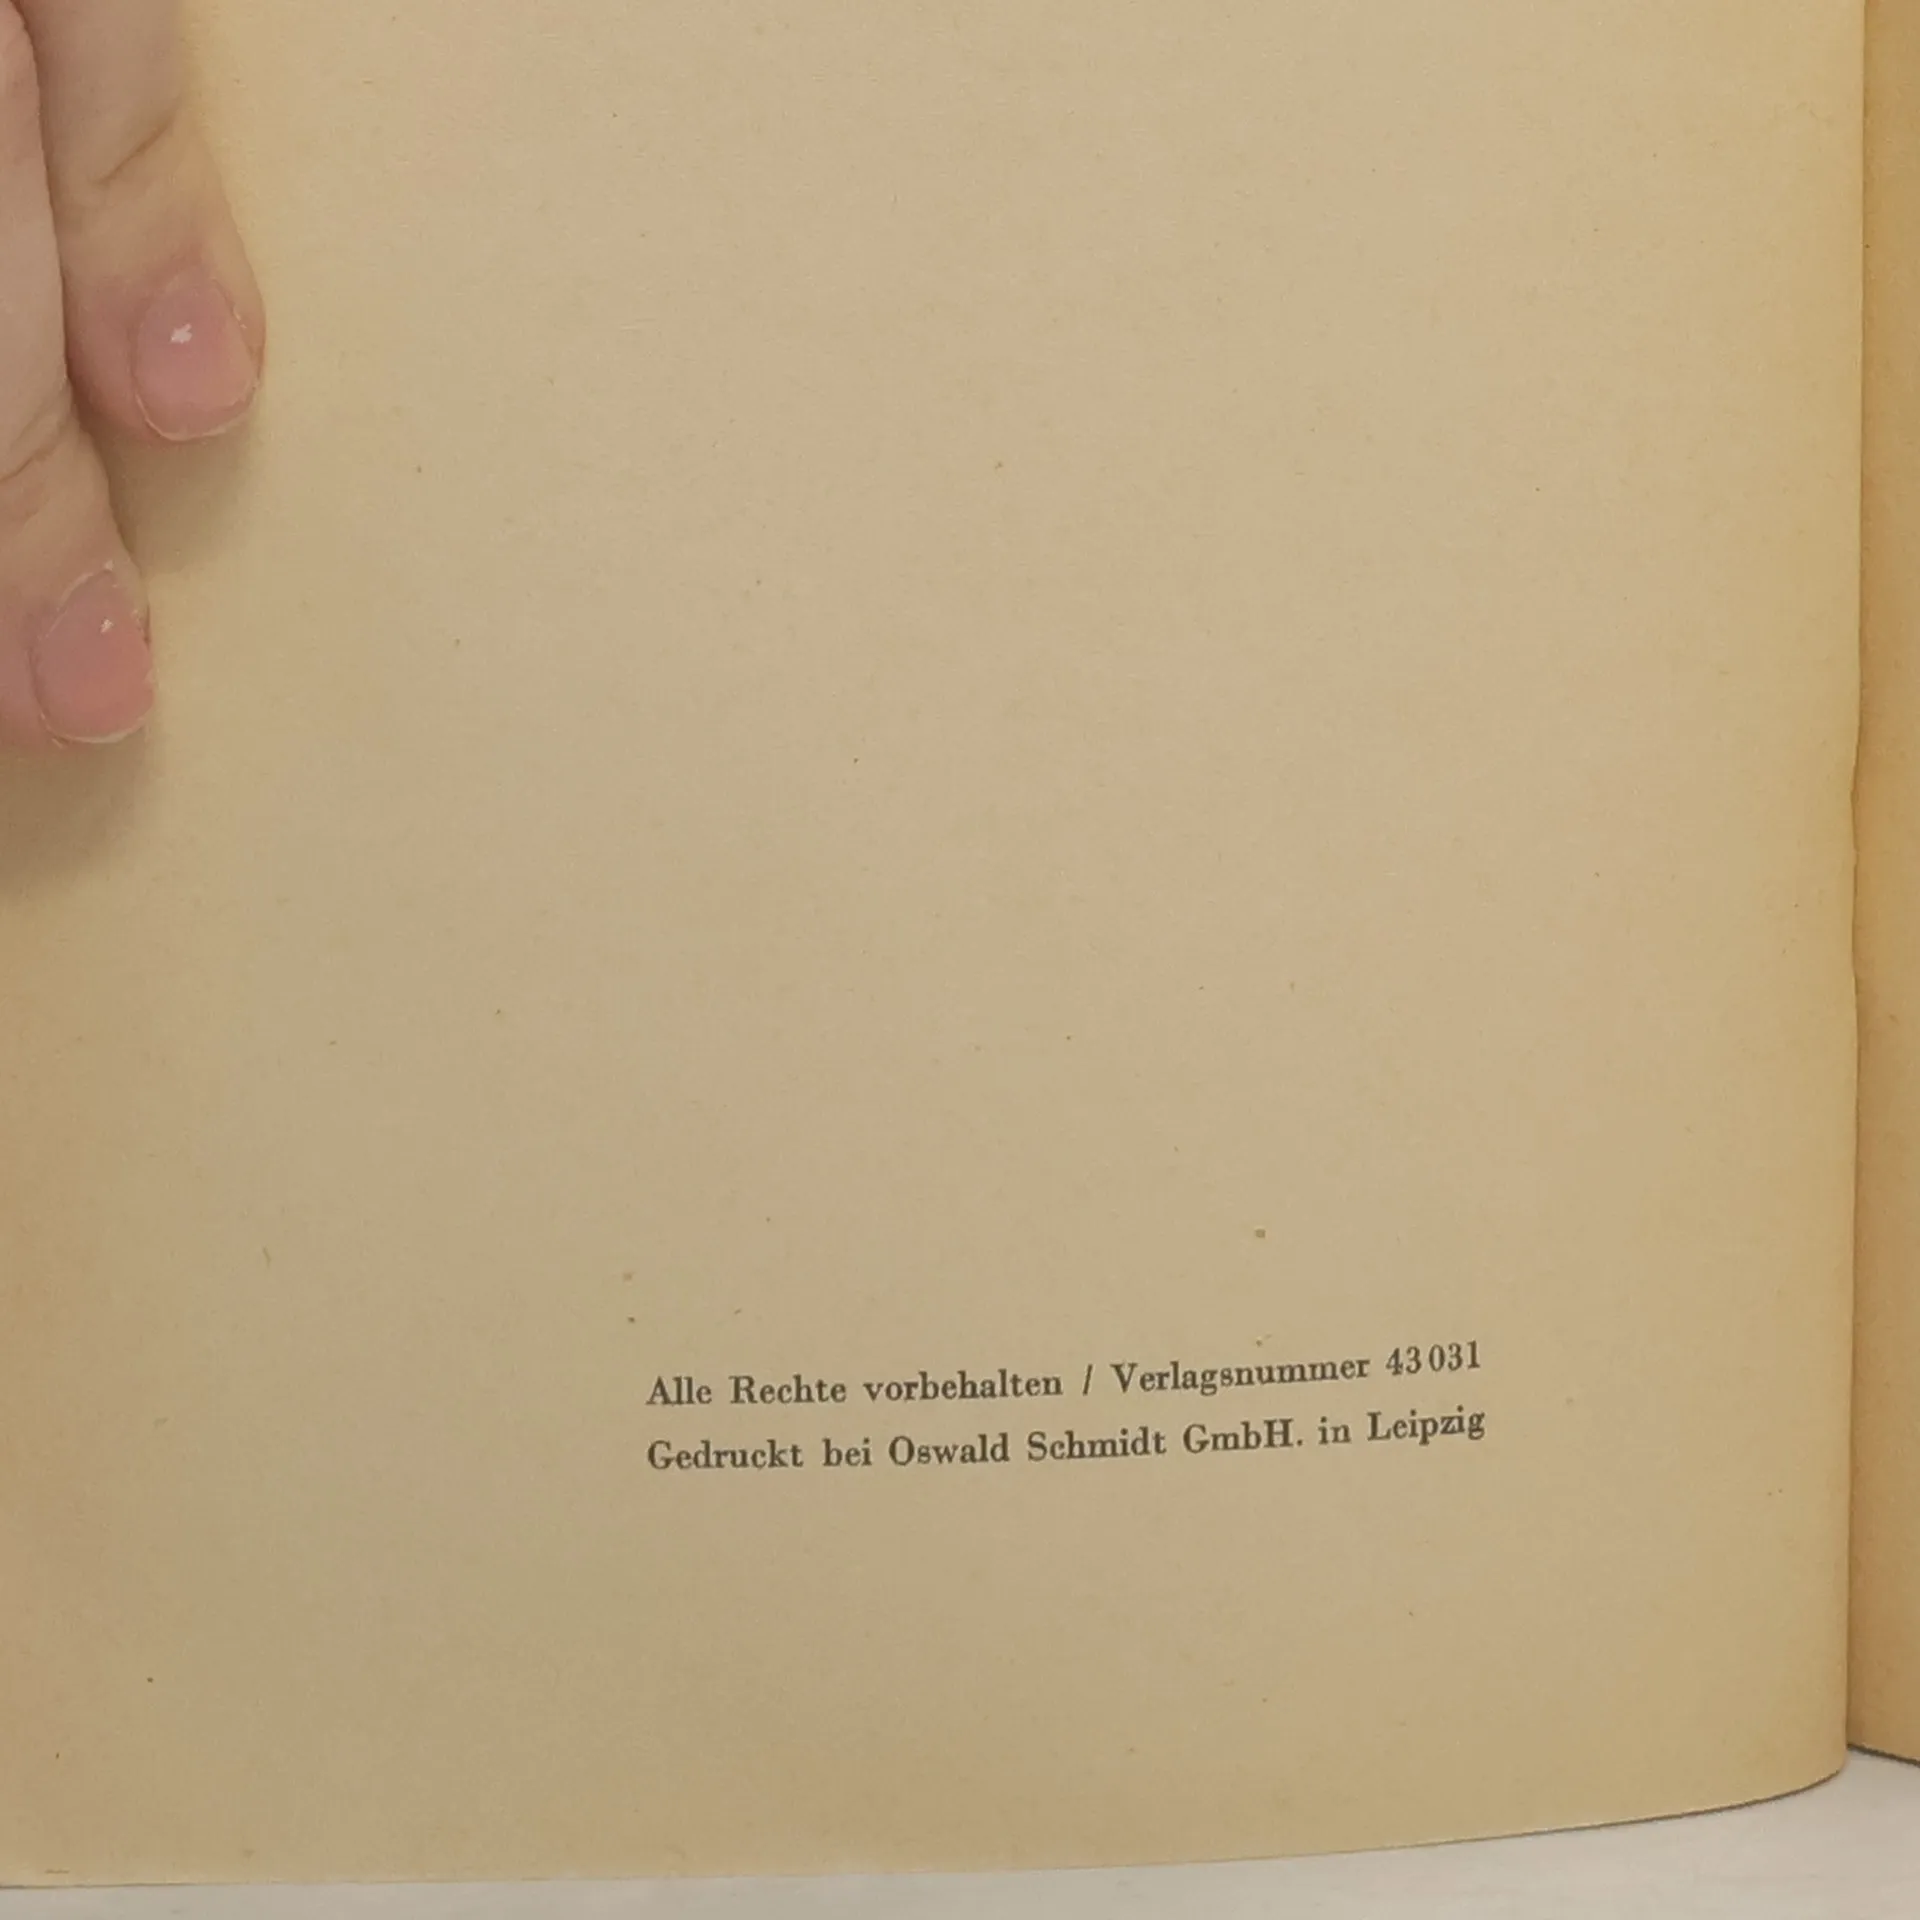 Alle Rechte vorbehalten / Verlagsnummer 43 031
Gedruckt bei Oswald Schmidt GmbH. in Leipzig